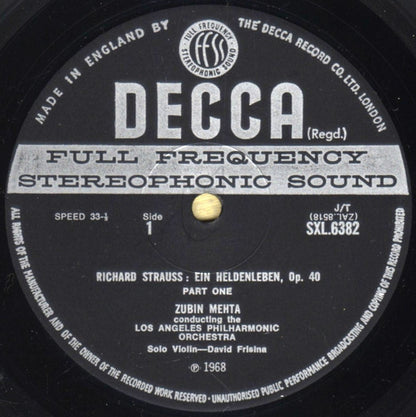 MADE IN ENGLAND BY THE DECCA RECORD CO. LTD. LONDON
FULL FREQUENCY
FFSS
STEREOPHONIC SOUND
DECCA
(Regd.)
FULL FREQUENCY
STEREOPHONIC SOUND
SPEED 33-⅓ Side
1
J/T
(ZAL.8518)
SXL.6382
RICHARD STRAUSS: EIN HELDENLEBEN, Op. 40
PART ONE
ZUBIN MEHTA
conducting the
LOS ANGELES PHILHARMONIC
ORCHESTRA
Solo Violin—David Frisina
℗ 1968
ALL RIGHTS OF THE MANUFACTURER AND OF THE OWNER OF THE RECORDED WORK RESERVED · UNAUTHORISED PUBLIC PERFORMANCE BROADCASTING AND COPYING OF THIS RECORD PROHIBITED